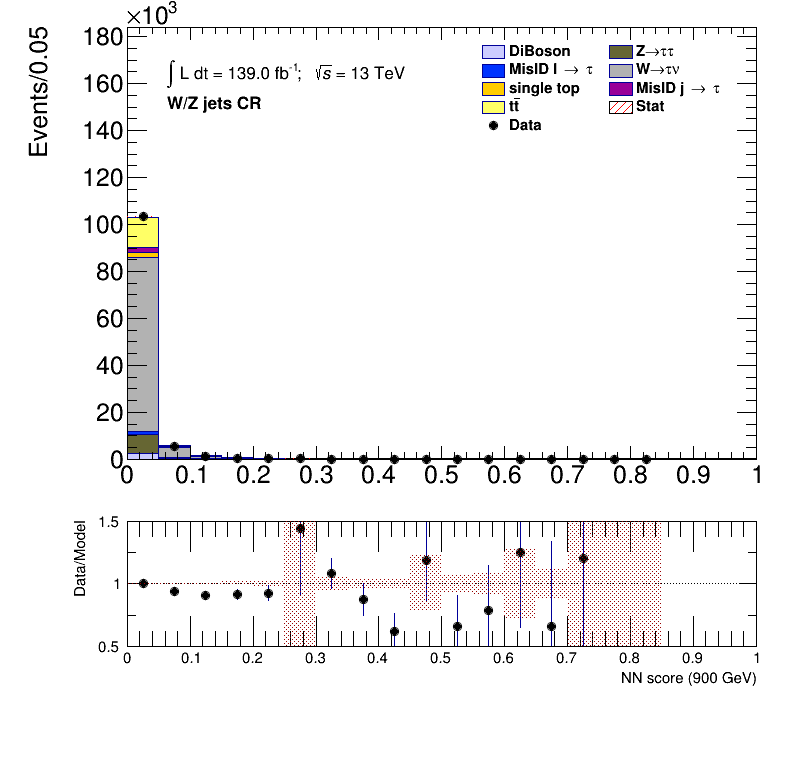 ×10³
Events/0.05
180
160
140
120
100
80
60
40
20
0
∫ L dt = 139.0 fb⁻¹; √s = 13 TeV
W/Z jets CR
DiBoson
Z→ττ
MisID l → τ
W→τν
single top
MisID j → τ
tt̄
Stat
Data
0 0.1 0.2 0.3 0.4 0.5 0.6 0.7 0.8 0.9 1
Data/Model
1.5
1
0.5
0 0.1 0.2 0.3 0.4 0.5 0.6 0.7 0.8 0.9 1
NN score (900 GeV)